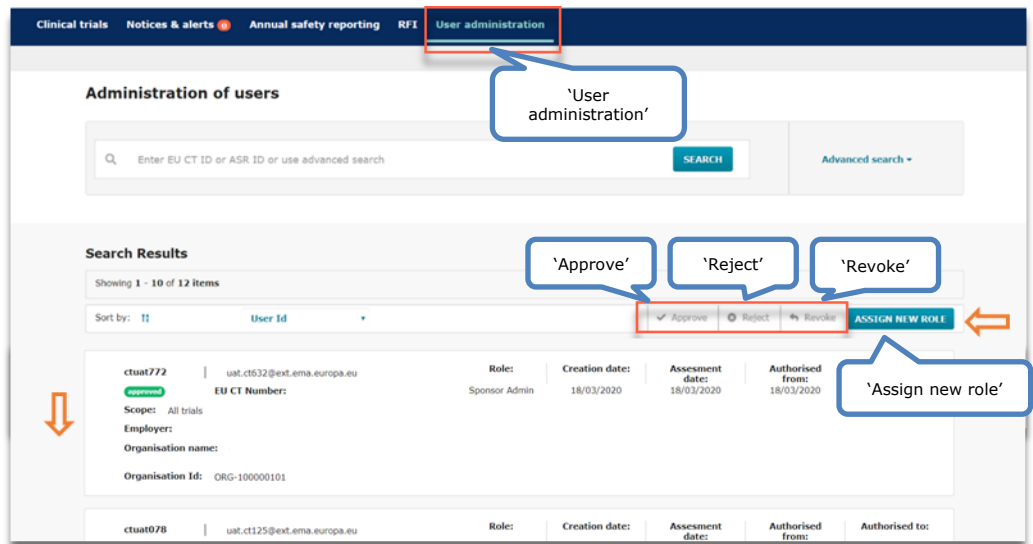 Clinical trials Notices & alerts 0 Annual safety reporting RFI User administration
'User
administration'
Administration of users
Enter EU CT ID or ASR ID or use advanced search SEARCH Advanced search
Search Results
'Approve' 'Reject' 'Revoke'
Showing 1 - 10 of 12 items
Sort by: User Id Approve Reject Revoke ASSIGN NEW ROLE
'Assign new role'
ctuat772 | uat.ct632@ext.ema.europa.eu Role: Creation date: Assesment date: Authorised from:
approved EU CT Number: Sponsor Admin 18/03/2020 18/03/2020 18/03/2020
Scope: All trials
Employer:
Organisation name:
Organisation Id: ORG-100000101
ctuat078 | uat.ct125@ext.ema.europa.eu Role: Creation date: Assesment date: Authorised from: Authorised to: